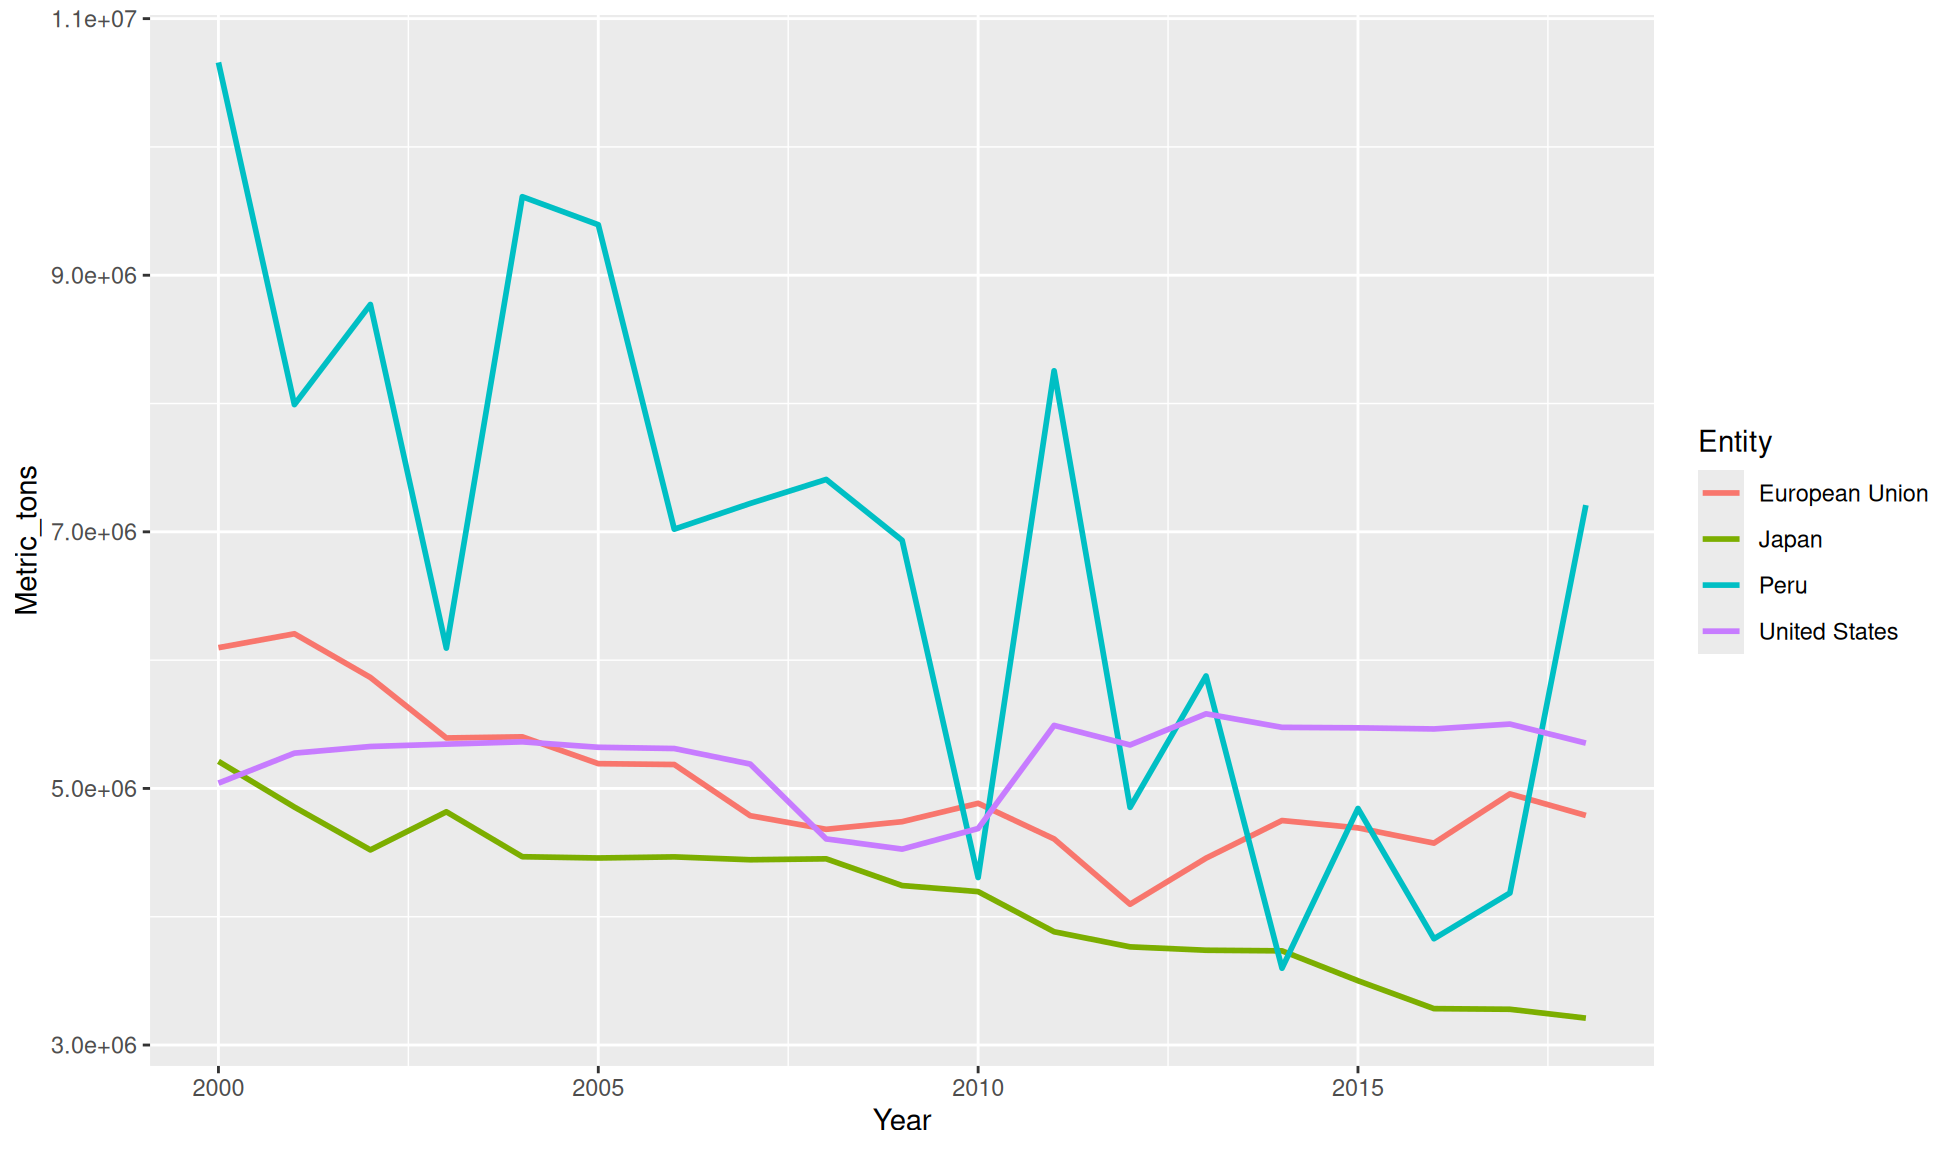 1.1e+07
9.0e+06
7.0e+06
5.0e+06
3.0e+06
Metric_tons
2000 2005 2010 2015
Year
Entity
European Union
Japan
Peru
United States